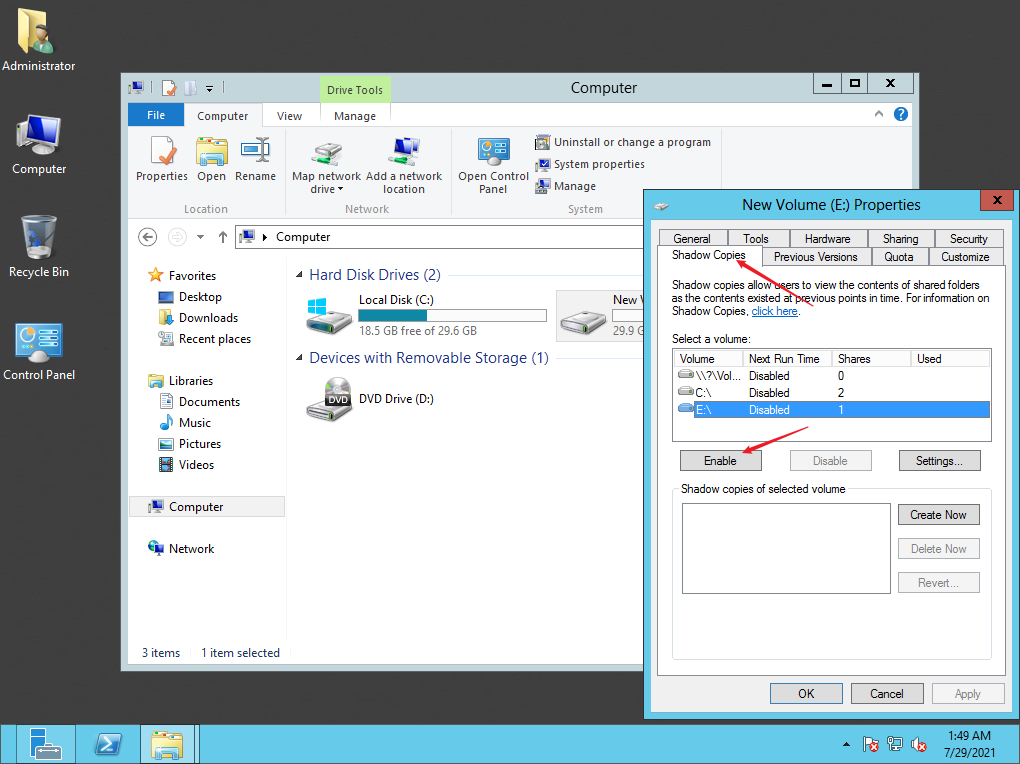 Administrator
Computer
Recycle Bin
Control Panel
Drive Tools
Computer
File
Computer
View
Manage
Properties
Open
Rename
Map network
drive
Add a network
location
Open Control
Panel
Uninstall or change a program
System properties
Manage
Location
Network
System
Computer
Favorites
Desktop
Downloads
Recent places
Libraries
Documents
Music
Pictures
Videos
Computer
Network
Hard Disk Drives (2)
Local Disk (C:)
18.5 GB free of 29.6 GB
New
29.9
Devices with Removable Storage (1)
DVD
DVD Drive (D:)
3 items
1 item selected
New Volume (E:) Properties
General
Tools
Hardware
Sharing
Security
Shadow Copies
Previous Versions
Quota
Customize
Shadow copies allow users to view the contents of shared folders
as the contents existed at previous points in time. For information on
Shadow Copies, click here.
Select a volume:
Volume Next Run Time Shares Used
\\?\Vol... Disabled 0
C:\ Disabled 2
E:\ Disabled 1
Enable
Disable
Settings...
Shadow copies of selected volume
Create Now
Delete Now
Revert...
OK
Cancel
Apply
1:49 AM
7/29/2021